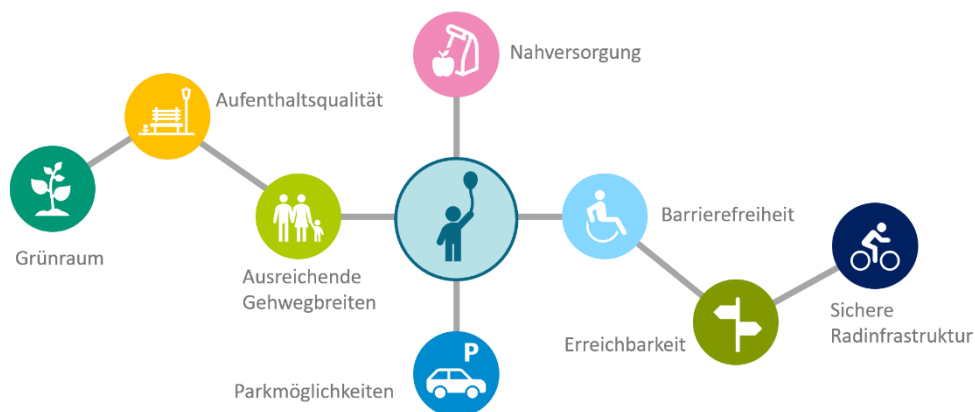 Nahversorgung
Aufenthaltsqualität
Grünraum
Ausreichende
Gehwegbreiten
Barrierefreiheit
Sichere
Radinfrastruktur
Erreichbarkeit
P
Parkmöglichkeiten